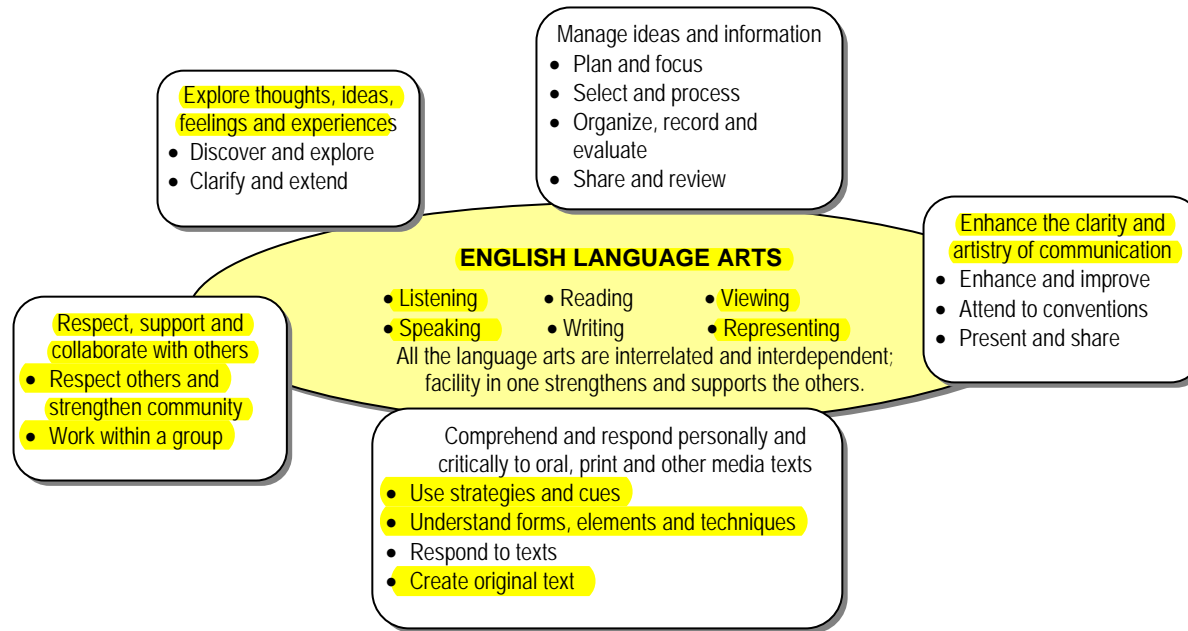 Manage ideas and information
• Plan and focus
• Select and process
• Organize, record and
evaluate
• Share and review
Explore thoughts, ideas,
feelings and experiences
• Discover and explore
• Clarify and extend
Enhance the clarity and
artistry of communication
• Enhance and improve
• Attend to conventions
• Present and share
ENGLISH LANGUAGE ARTS
• Listening • Reading • Viewing
• Speaking • Writing • Representing
All the language arts are interrelated and interdependent;
facility in one strengthens and supports the others.
Respect, support and
collaborate with others
• Respect others and
strengthen community
• Work within a group
Comprehend and respond personally and
critically to oral, print and other media texts
• Use strategies and cues
• Understand forms, elements and techniques
• Respond to texts
• Create original text